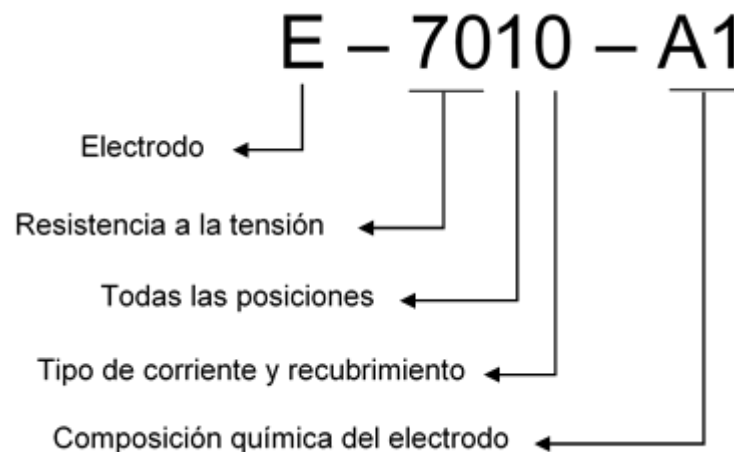 E – 7010 – A1
Electrodo
Resistencia a la tensión
Todas las posiciones
Tipo de corriente y recubrimiento
Composición química del electrodo